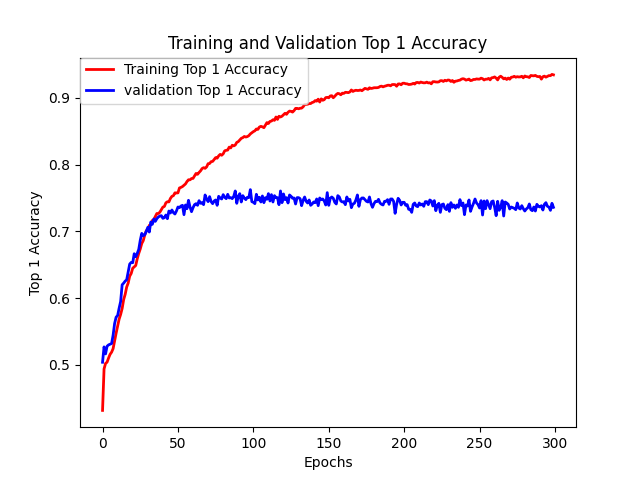 Training and Validation Top 1 Accuracy
Training Top 1 Accuracy
validation Top 1 Accuracy
Top 1 Accuracy
0.9
0.8
0.7
0.6
0.5
0 50 100 150 200 250 300
Epochs